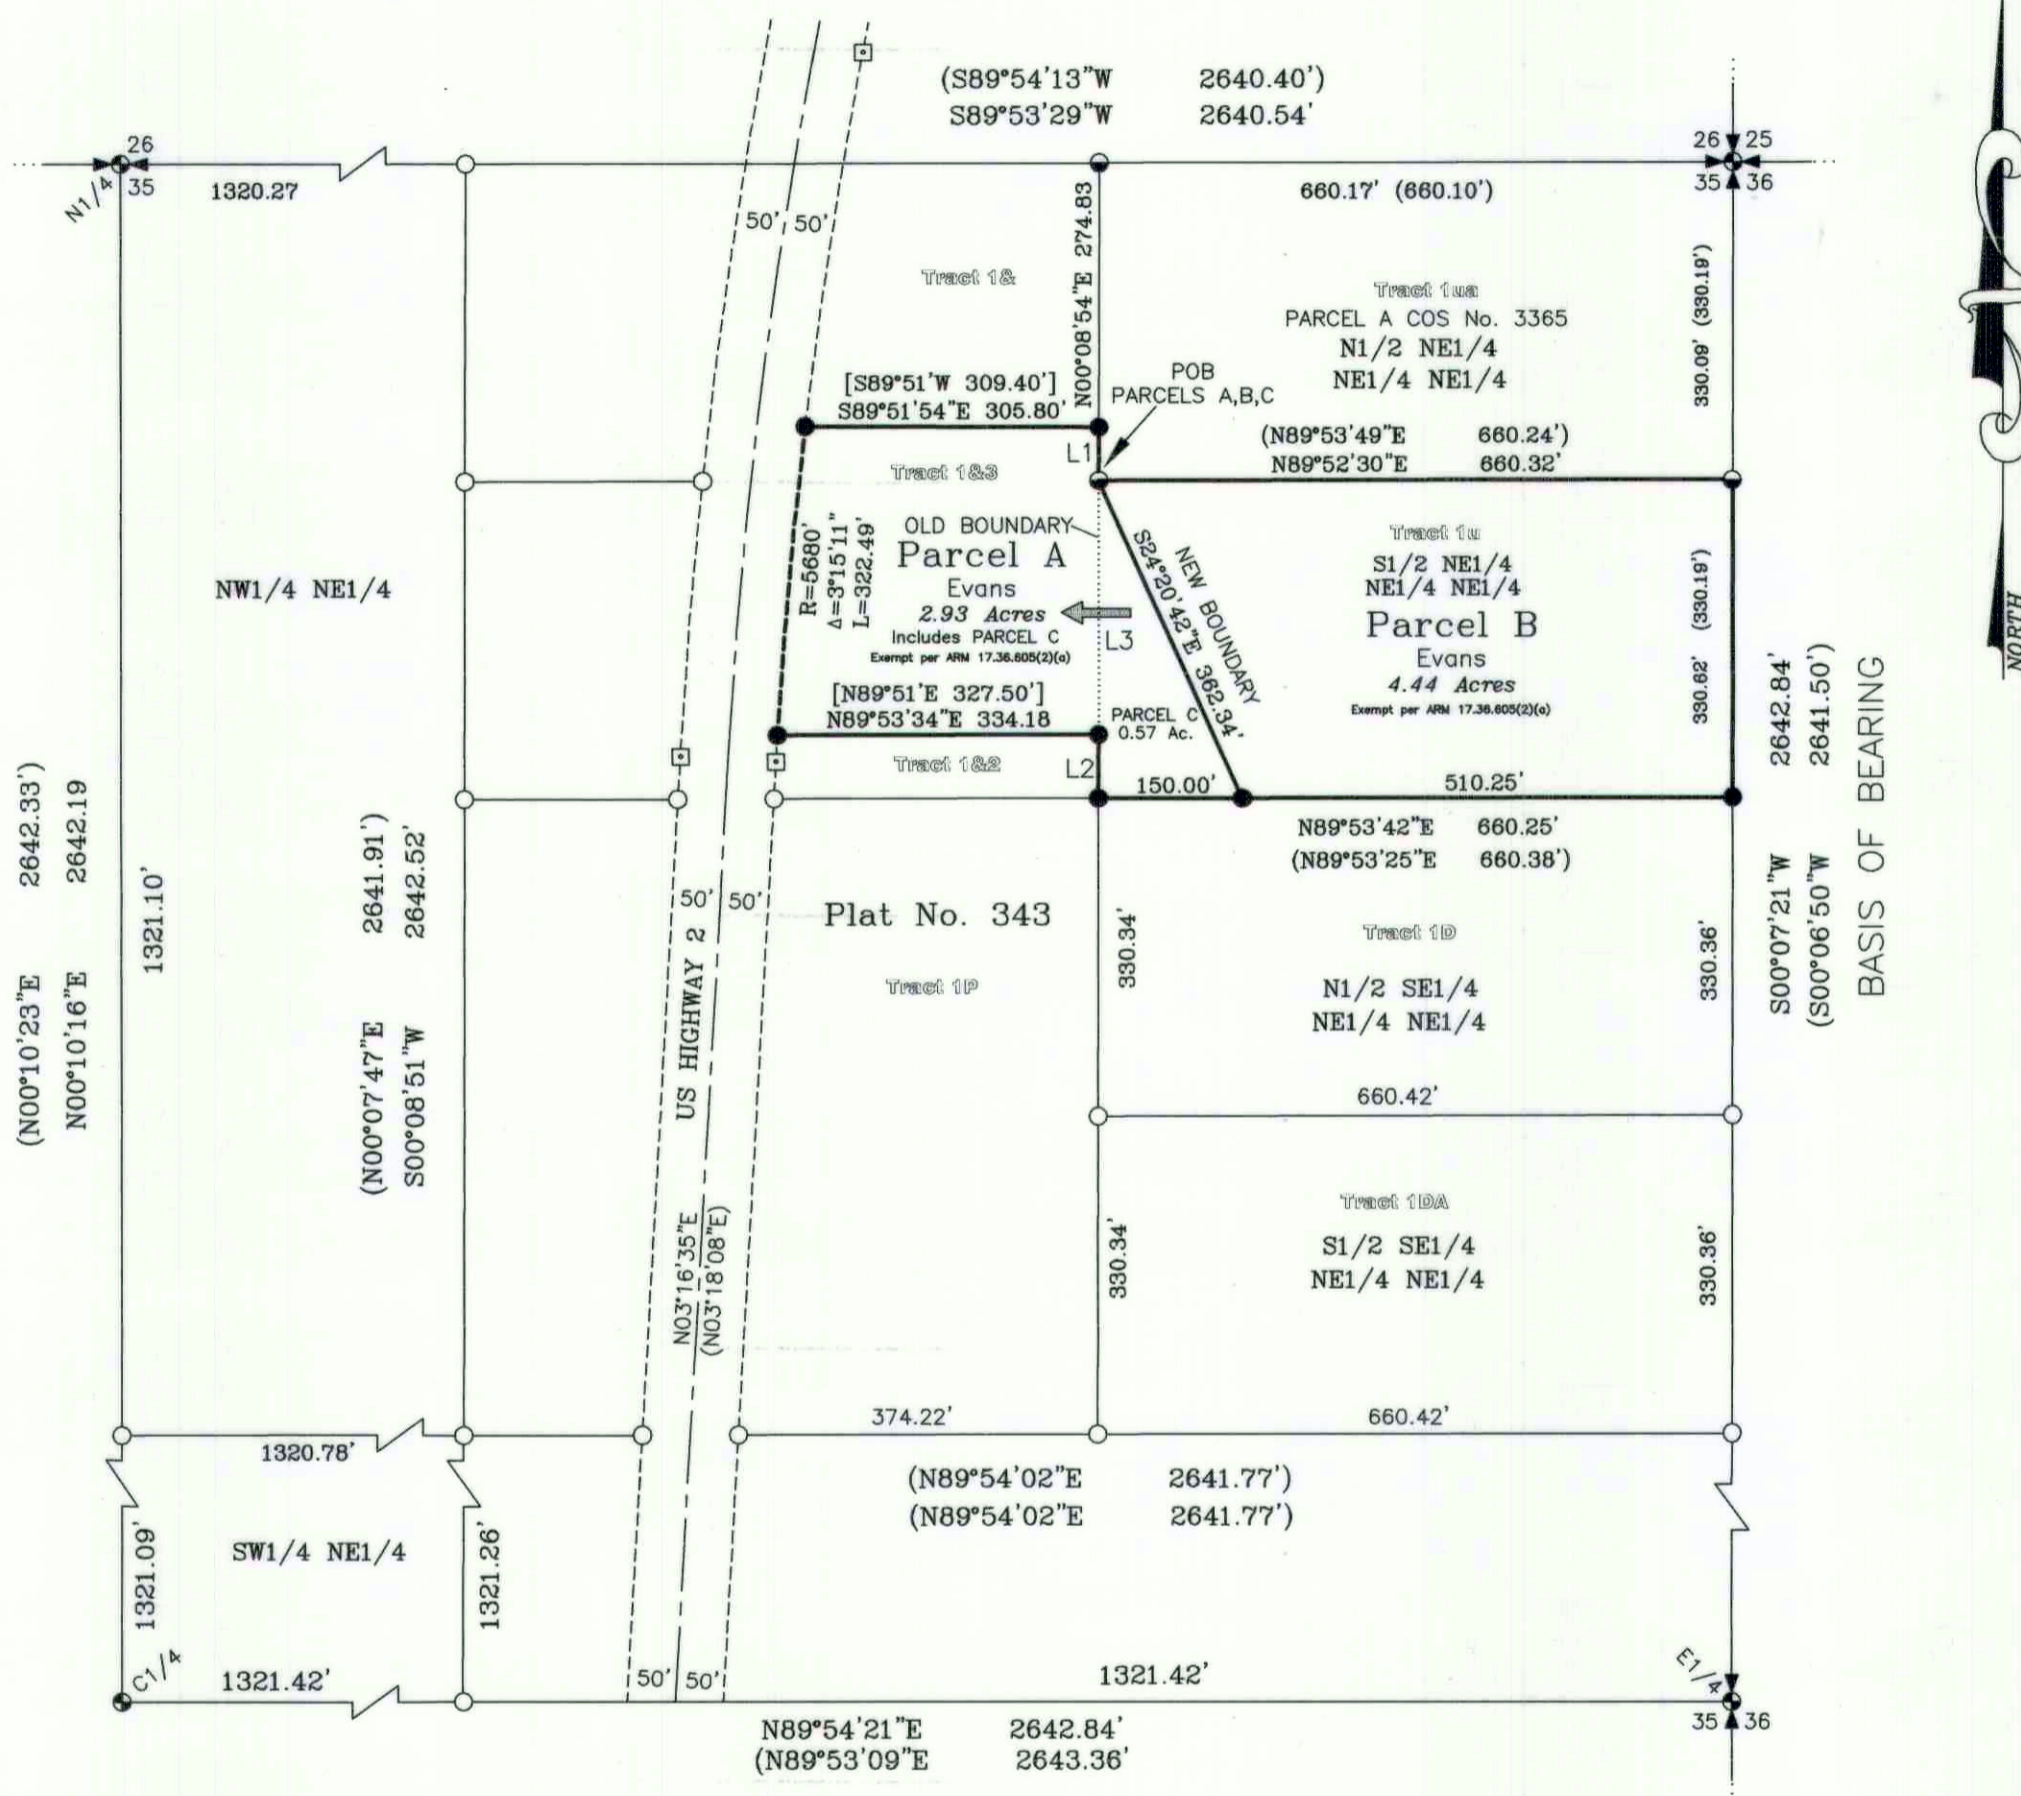 (S89°54'13"W 2640.40')
S89°53'29"W 2640.54'
26
35
N1/4
1320.27
26 25
35 36
660.17' (660.10')
50' 50'
N00°08'54"E 274.83
Tract 1&
Tract 1ua
PARCEL A COS No. 3365
N1/2 NE1/4
NE1/4 NE1/4
330.09' (330.19')
POB
PARCELS A,B,C
[S89°51'W 309.40']
S89°51'54"E 305.80'
L1
(N89°53'49"E 660.24')
N89°52'30"E 660.32'
Tract 1&3
OLD BOUNDARY
Parcel A
Evans
2.93 Acres
Includes PARCEL C
Exempt per ARM 17.36.605(2)(a)
R=5680'
Δ=3°15'11"
L=322.49'
[N89°51'E 327.50']
N89°53'34"E 334.18
L3
NEW BOUNDARY
S24°20'42"E 362.34'
PARCEL C
0.57 Ac.
Tract 1u
S1/2 NE1/4
NE1/4 NE1/4
Parcel B
Evans
4.44 Acres
Exempt per ARM 17.36.605(2)(a)
330.62' (330.19')
NW1/4 NE1/4
NORTH
Tract 1&2
L2
150.00'
510.25'
N89°53'42"E 660.25'
(N89°53'25"E 660.38')
(N00°10'23"E 2642.33')
N00°10'16"E 2642.19
1321.10'
(N00°07'47"E 2641.91')
S00°08'51"W 2642.52'
50' 50'
US HIGHWAY 2
N03°16'35"E
(N03°18'08"E)
Plat No. 343
Tract 1P
330.34'
Tract 1D
N1/2 SE1/4
NE1/4 NE1/4
330.36'
S00°07'21"W 2642.84'
(S00°06'50"W 2641.50')
BASIS OF BEARING
660.42'
330.34'
Tract 1DA
S1/2 SE1/4
NE1/4 NE1/4
330.36'
374.22'
660.42'
1320.78'
(N89°54'02"E 2641.77')
(N89°54'02"E 2641.77')
1321.09'
SW1/4 NE1/4
1321.26'
C1/4
1321.42'
50' 50'
1321.42'
E1/4
35 36
N89°54'21"E 2642.84'
(N89°53'09"E 2643.36'